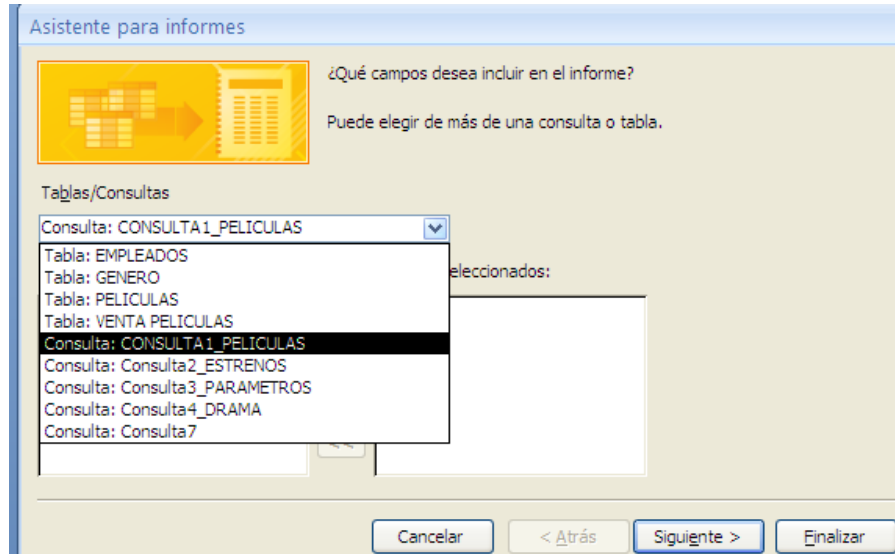 Asistente para informes
¿Qué campos desea incluir en el informe?
Puede elegir de más de una consulta o tabla.
Tablas/Consultas
Consulta: CONSULTA1_PELICULAS
Tabla: EMPLEADOS
Tabla: GENERO
Tabla: PELICULAS
Tabla: VENTA PELICULAS
Consulta: CONSULTA1_PELICULAS
Consulta: Consulta2_ESTRENOS
Consulta: Consulta3_PARAMETROS
Consulta: Consulta4_DRAMA
Consulta: Consulta7
eleccionados:
<<
Cancelar < Atrás Siguiente > Finalizar